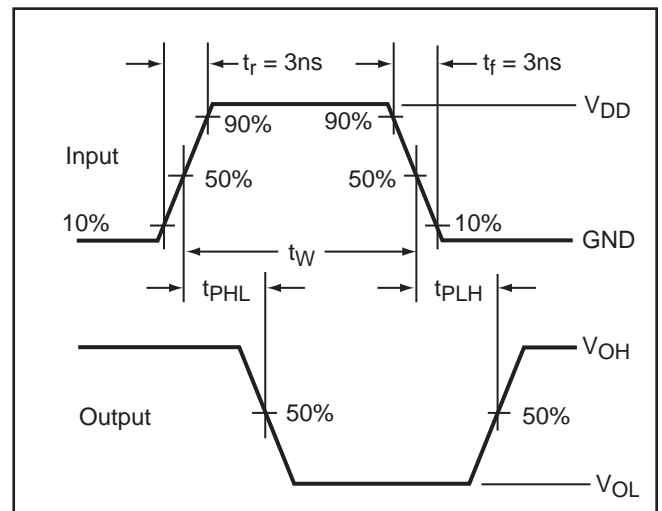 tr = 3ns
tf = 3ns
VDD
90%
90%
Input
50%
50%
10%
10%
GND
tW
tPHL
tPLH
VOH
Output
50%
50%
VOL